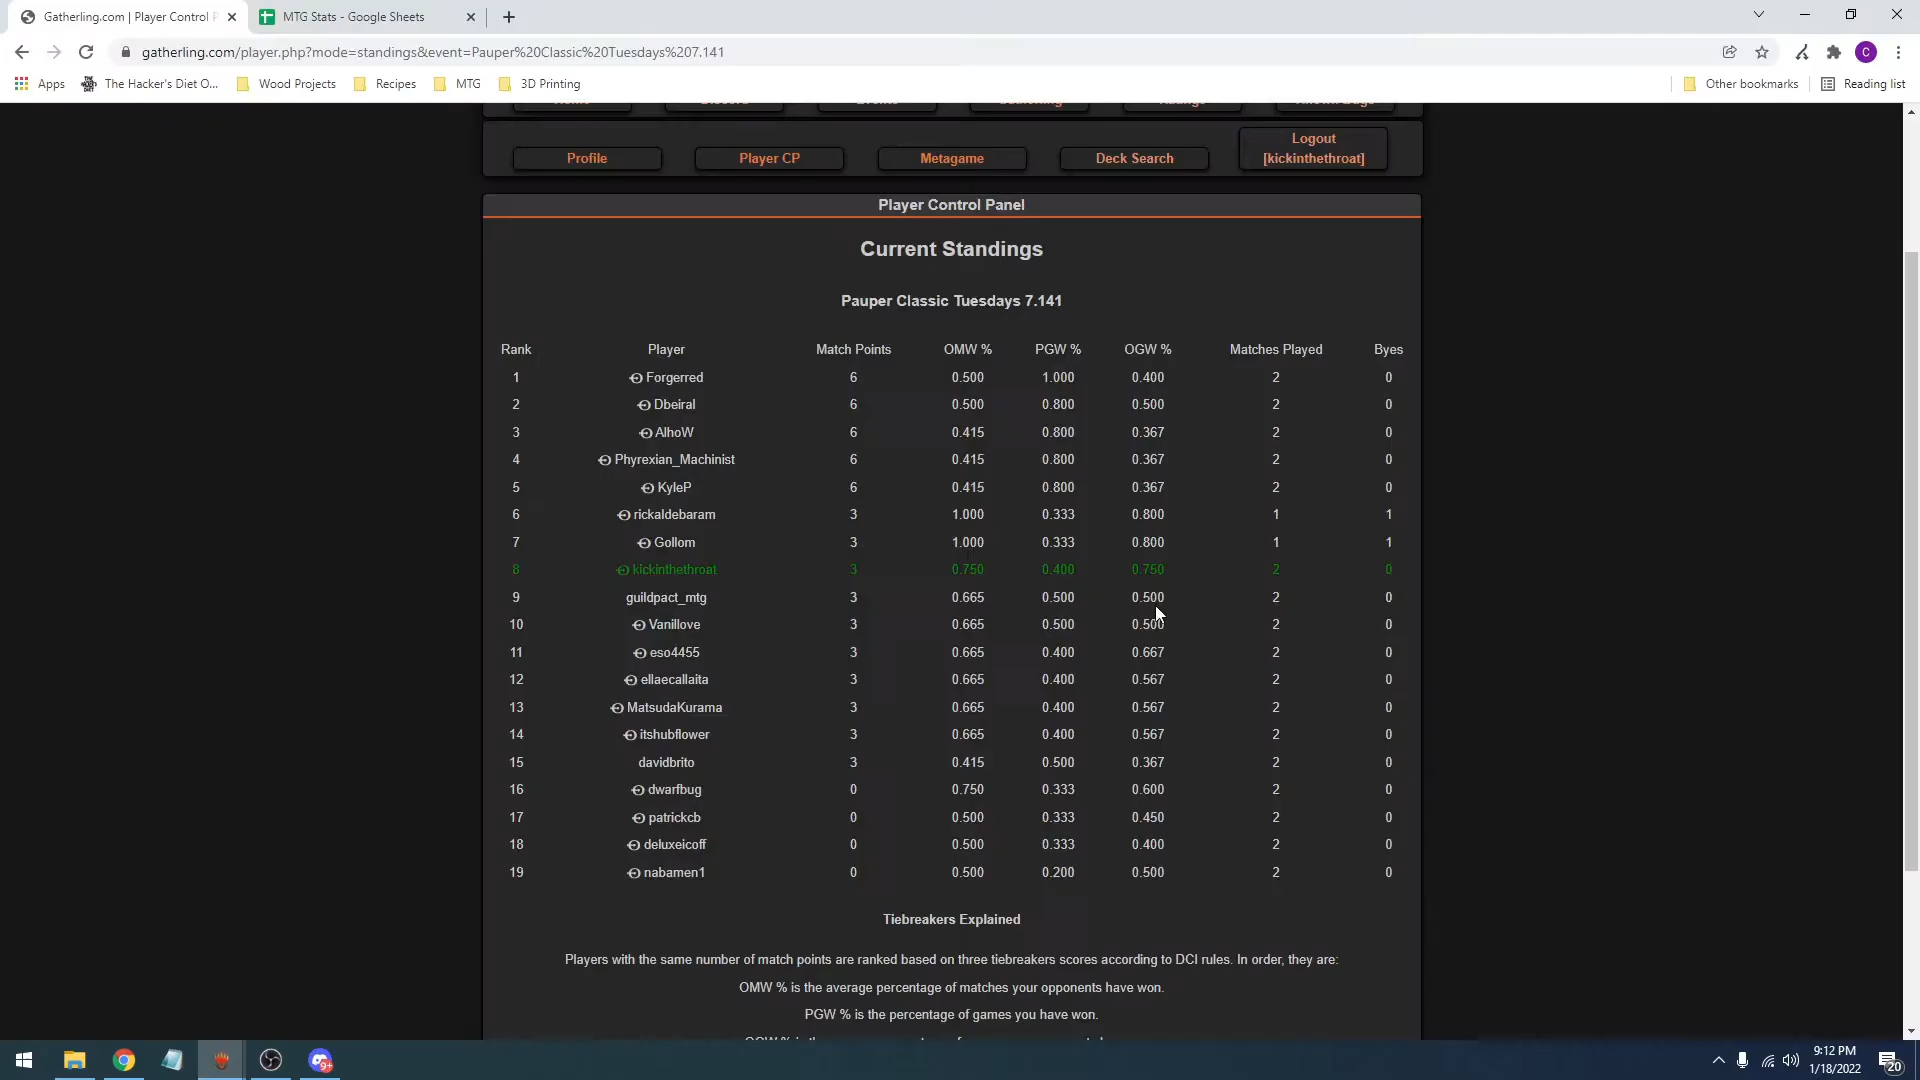 Gatherling.com | Player Control P
MTG Stats - Google Sheets
gatherling.com/player.php?mode=standings&event=Pauper%20Classic%20Tuesdays%207.141
C
Apps
The Hacker's Diet O...
Wood Projects
Recipes
MTG
3D Printing
Other bookmarks
Reading list
Profile
Player CP
Metagame
Deck Search
Logout
[kickinthethroat]
Player Control Panel
Current Standings
Pauper Classic Tuesdays 7.141
Rank Player Match Points OMW % PGW % OGW % Matches Played Byes
1 Forgerred 6 0.500 1.000 0.400 2 0
2 Dbeiral 6 0.500 0.800 0.500 2 0
3 AlhoW 6 0.415 0.800 0.367 2 0
4 Phyrexian_Machinist 6 0.415 0.800 0.367 2 0
5 KyleP 6 0.415 0.800 0.367 2 0
6 rickaldebaram 3 1.000 0.333 0.800 1 1
7 Gollom 3 1.000 0.333 0.800 1 1
8 kickinthethroat 3 0.750 0.400 0.750 2 0
9 guildpact_mtg 3 0.665 0.500 0.500 2 0
10 Vanillove 3 0.665 0.500 0.500 2 0
11 eso4455 3 0.665 0.400 0.667 2 0
12 ellaecallaita 3 0.665 0.400 0.567 2 0
13 MatsudaKurama 3 0.665 0.400 0.567 2 0
14 itshubflower 3 0.665 0.400 0.567 2 0
15 davidbrito 3 0.415 0.500 0.367 2 0
16 dwarfbug 0 0.750 0.333 0.600 2 0
17 patrickcb 0 0.500 0.333 0.450 2 0
18 deluxeicoff 0 0.500 0.333 0.400 2 0
19 nabamen1 0 0.500 0.200 0.500 2 0
Tiebreakers Explained
Players with the same number of match points are ranked based on three tiebreakers scores according to DCI rules. In order, they are:
OMW % is the average percentage of matches your opponents have won.
PGW % is the percentage of games you have won.
9+
9:12 PM
1/18/2022
20